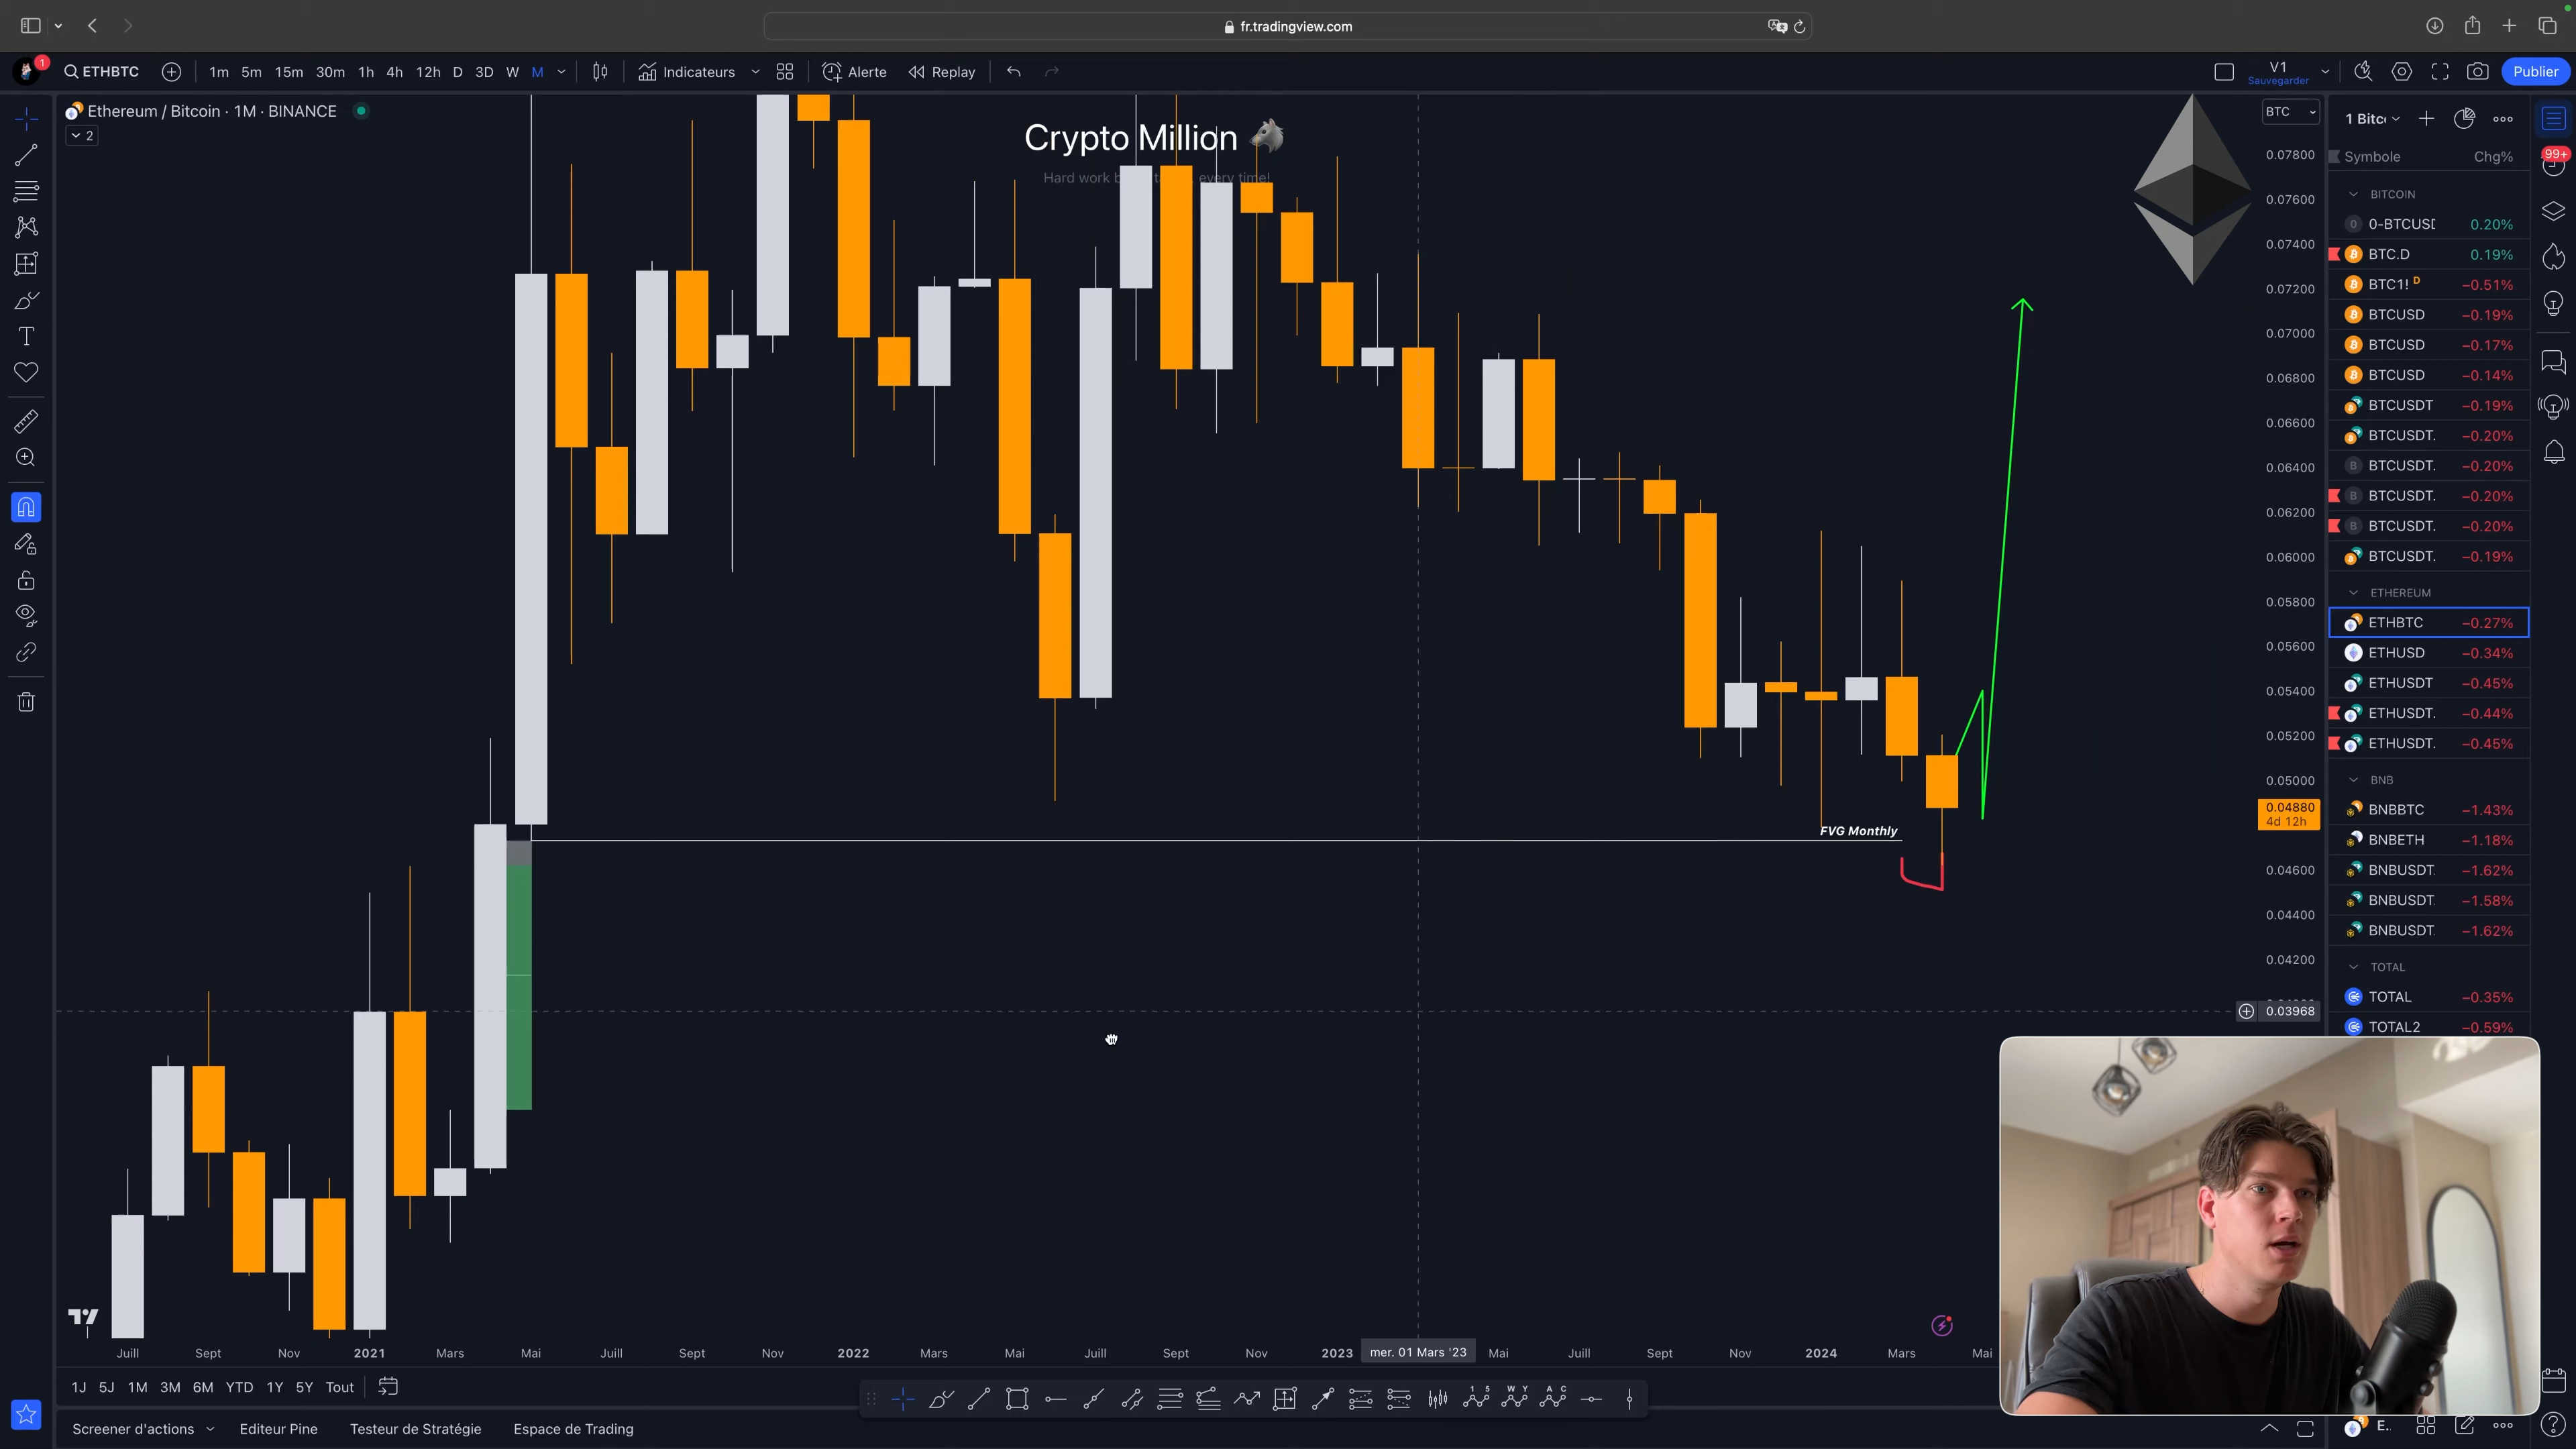 fr.tradingview.com
1
ETHBTC
1m 5m 15m 30m 1h 4h 12h D 3D W M
Indicateurs
Alerte
Replay
V1
Sauvegarder
Publier
Ethereum / Bitcoin · 1M · BINANCE
2
Crypto Million
Hard work
every time!
BTC
0.07800
0.07600
0.07400
0.07200
0.07000
0.06800
0.06600
0.06400
0.06200
0.06000
0.05800
0.05600
0.05400
0.05200
0.05000
0.04880
4d 12h
0.04600
0.04400
0.04200
0.03968
FVG Monthly
1 Bitc
Symbole Chg%
99+
BITCOIN
0-BTCUSD 0.20%
BTC.D 0.19%
BTC1! D −0.51%
BTCUSD −0.19%
BTCUSD −0.17%
BTCUSD −0.14%
BTCUSDT −0.19%
BTCUSDT. −0.20%
BTCUSDT. −0.20%
BTCUSDT. −0.20%
BTCUSDT. −0.20%
BTCUSDT. −0.19%
ETHEREUM
ETHBTC −0.27%
ETHUSD −0.34%
ETHUSDT −0.45%
ETHUSDT. −0.44%
ETHUSDT. −0.45%
BNB
BNBBTC −1.43%
BNBETH −1.18%
BNBUSDT −1.62%
BNBUSDT −1.58%
BNBUSDT −1.62%
TOTAL
TOTAL −0.35%
TOTAL2 −0.59%
Juill Sept Nov 2021 Mars Mai Juill Sept Nov 2022 Mars Mai Juill Sept Nov 2023 mer. 01 Mars '23 Mai Juill Sept Nov 2024 Mars Mai
1J 5J 1M 3M 6M YTD 1Y 5Y Tout
Screener d'actions Editeur Pine Testeur de Stratégie Espace de Trading
E..